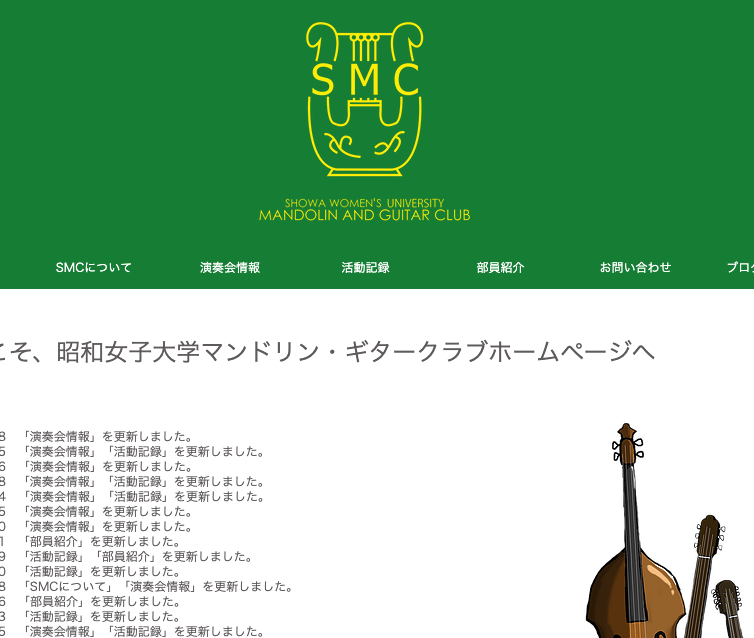 SMC
SHOWA WOMEN'S UNIVERSITY
MANDOLIN AND GUITAR CLUB
SMCについて 演奏会情報 活動記録 部員紹介 お問い合わせ ブロ
こそ、昭和女子大学マンドリン・ギタークラブホームページへ
8 「演奏会情報」を更新しました。
5 「演奏会情報」「活動記録」を更新しました。
6 「演奏会情報」を更新しました。
8 「演奏会情報」「活動記録」を更新しました。
4 「演奏会情報」「活動記録」を更新しました。
5 「演奏会情報」を更新しました。
0 「演奏会情報」を更新しました。
1 「部員紹介」を更新しました。
9 「活動記録」「部員紹介」を更新しました。
0 「活動記録」を更新しました。
8 「SMCについて」「演奏会情報」を更新しました。
6 「部員紹介」を更新しました。
3 「活動記録」を更新しました。
5 「演奏会情報」「活動記録」を更新しました。